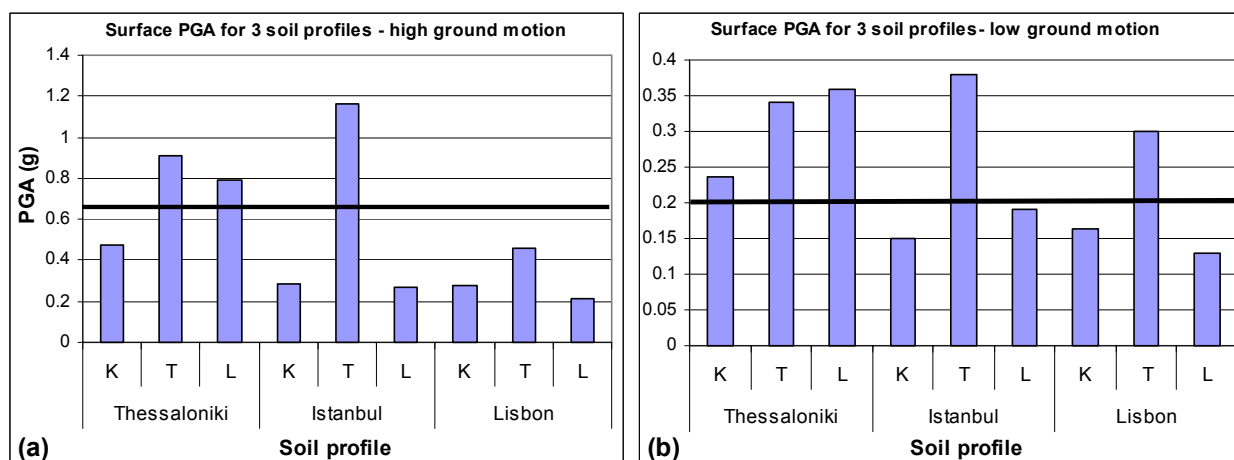 Surface PGA for 3 soil profiles - high ground motion
1.4
1.2
1
0.8
0.6
0.4
0.2
0
PGA (g)
K T L K T L K T L
Thessaloniki Istanbul Lisbon
(a) Soil profile
Surface PGA for 3 soil profiles- low ground motion
0.4
0.35
0.3
0.25
0.2
0.15
0.1
0.05
0
K T L K T L K T L
Thessaloniki Istanbul Lisbon
(b) Soil profile